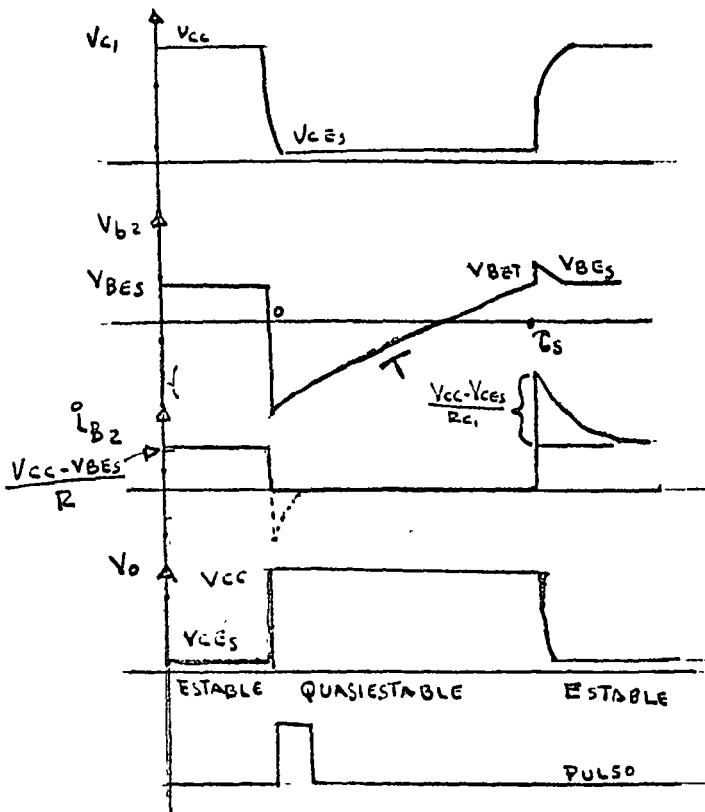 Vc1
Vcc
VCES
Vb2
VBES
0
VBET
VBES
τs
T
iB2
Vcc-VBES
R
Vcc-VCES
Rc1
Vo
Vcc
VCES
ESTABLE
QUASIESTABLE
ESTABLE
PULSO